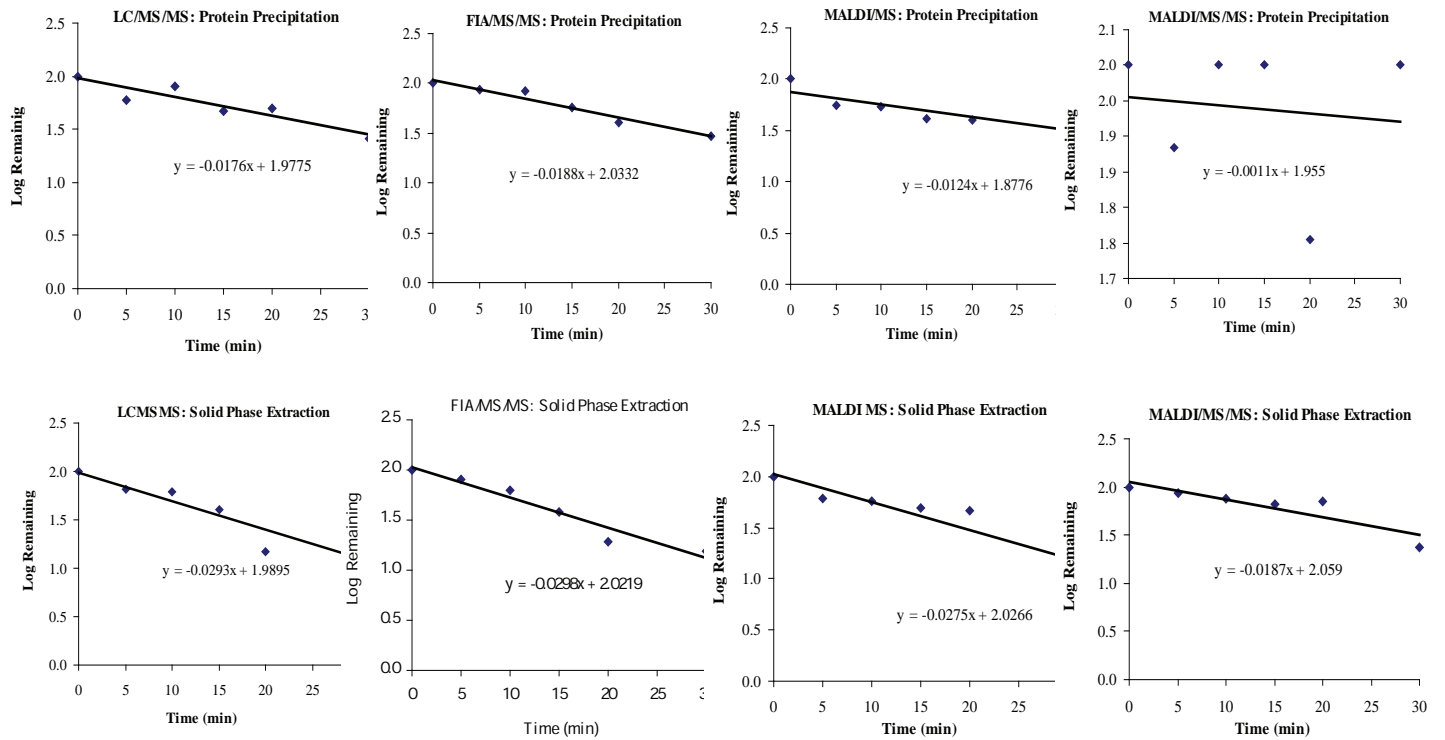 LC/MS/MS: Protein Precipitation
2.5
2.0
1.5
1.0
0.5
0.0
Log Remaining
y = -0.0176x + 1.9775
0 5 10 15 20 25
Time (min)
FIA/MS/MS: Protein Precipitation
2.5
2.0
1.5
1.0
0.5
0.0
Log Remaining
y = -0.0188x + 2.0332
0 5 10 15 20 25 30
Time (min)
MALDI/MS: Protein Precipitation
2.5
2.0
1.5
1.0
0.5
0.0
Log Remaining
y = -0.0124x + 1.8776
0 5 10 15 20 25
Time (min)
MALDI/MS/MS: Protein Precipitation
2.1
2.0
2.0
1.9
1.9
1.8
1.8
1.7
Log Remaining
y = -0.0011x + 1.955
0 5 10 15 20 25 30
Time (min)
LCMSMS: Solid Phase Extraction
2.5
2.0
1.5
1.0
0.5
0.0
Log Remaining
y = -0.0293x + 1.9895
0 5 10 15 20 25
Time (min)
FIA/MS/MS: Solid Phase Extraction
2.5
2.0
1.5
1.0
0.5
0.0
Log Remaining
y = -0.0298x + 2.0219
0 5 10 15 20 25
Time (min)
MALDI MS: Solid Phase Extraction
2.5
2.0
1.5
1.0
0.5
0.0
Log Remaining
y = -0.0275x + 2.0266
0 5 10 15 20 25
Time (min)
MALDI/MS/MS: Solid Phase Extraction
2.5
2.0
1.5
1.0
0.5
0.0
Log Remaining
y = -0.0187x + 2.059
0 5 10 15 20 25 30
Time (min)